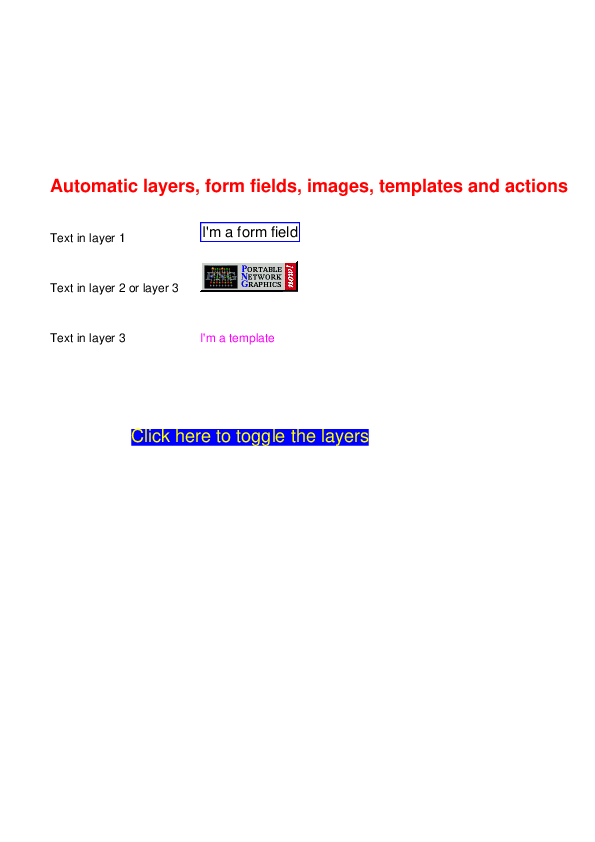 Automatic layers, form fields, images, templates and actions
Text in layer 1
I'm a form field
Text in layer 2 or layer 3
PORTABLE
NETWORK
GRAPHICS
now!
Text in layer 3
I'm a template
Click here to toggle the layers